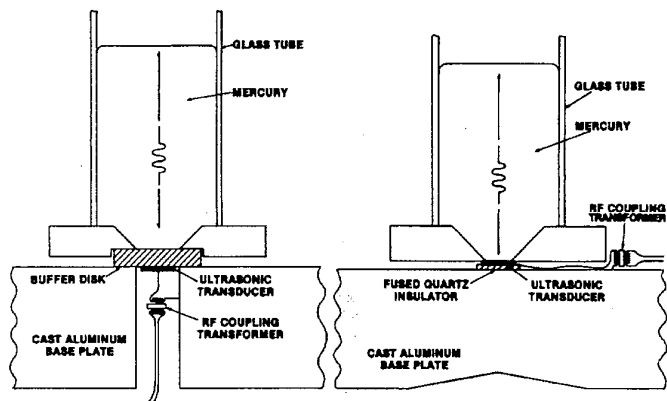 GLASS TUBE
MERCURY
BUFFER DISK
ULTRASONIC
TRANSDUCER
RF COUPLING
TRANSFORMER
CAST ALUMINUM
BASE PLATE
GLASS TUBE
MERCURY
RF COUPLING
TRANSFORMER
FUSED QUARTZ
INSULATOR
ULTRASONIC
TRANSDUCER
CAST ALUMINUM
BASE PLATE